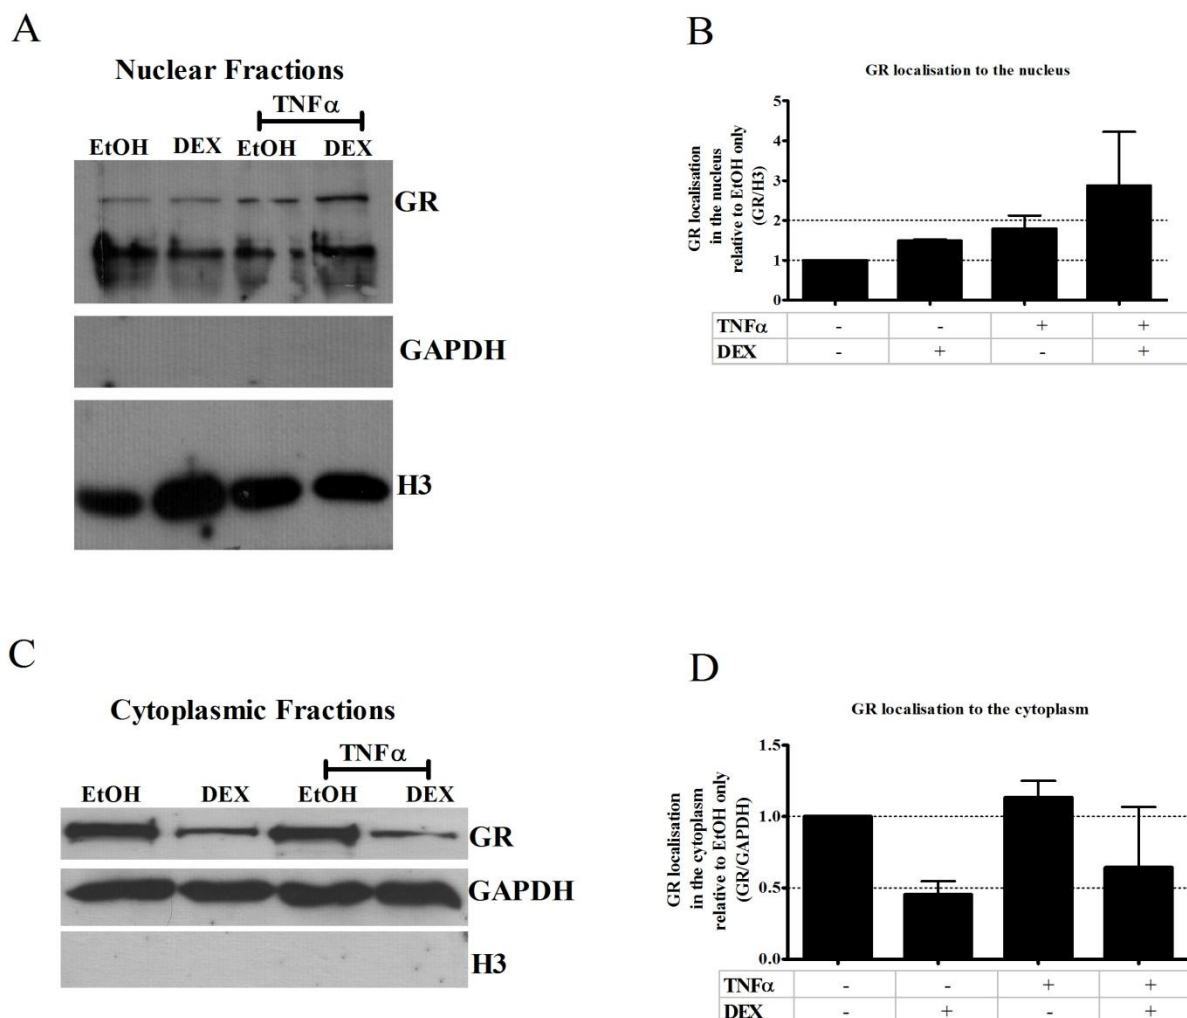 A
Nuclear Fractions
TNFα
EtOH DEX EtOH DEX
GR
GAPDH
H3
B
GR localisation to the nucleus
GR localisation
in the nucleus
relative to EtOH only
(GR/H3)
5
4
3
2
1
0
TNFα - - + +
DEX - + - +
C
Cytoplasmic Fractions
TNFα
EtOH DEX EtOH DEX
GR
GAPDH
H3
D
GR localisation to the cytoplasm
GR localisation
in the cytoplasm
relative to EtOH only
(GR/GAPDH)
1.5
1.0
0.5
0.0
TNFα - - + +
DEX - + - +